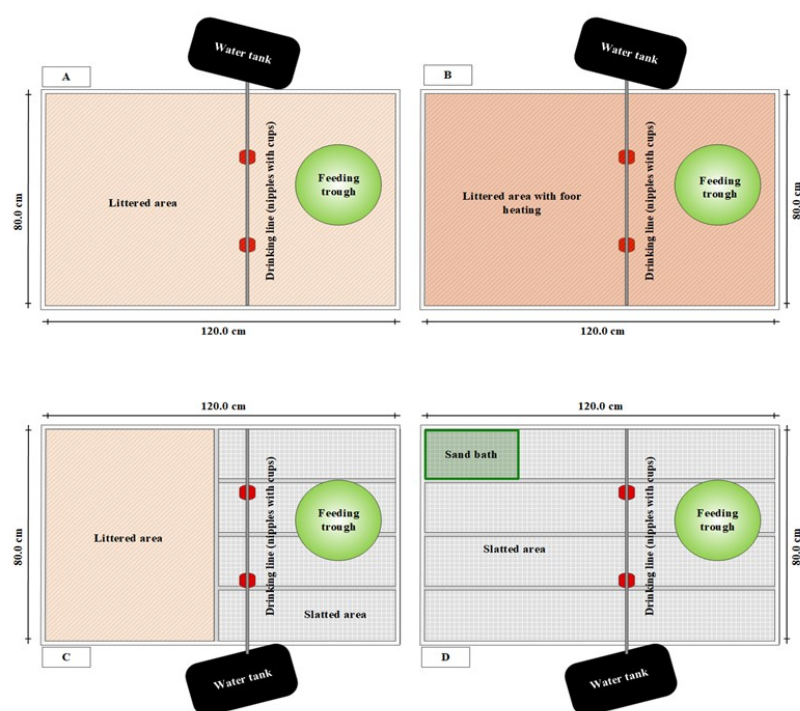 Water tank
A
Littered area
Drinking line (nipples with cups)
Feeding
trough
80.0 cm
120.0 cm
Water tank
B
Littered area with foor
heating
Drinking line (nipples with cups)
Feeding
trough
80.0 cm
120.0 cm
120.0 cm
Littered area
Drinking line (nipples with cups)
Feeding
trough
Slatted area
80.0 cm
C
Water tank
120.0 cm
Sand bath
Slatted area
Drinking line (nipples with cups)
Feeding
trough
80.0 cm
D
Water tank